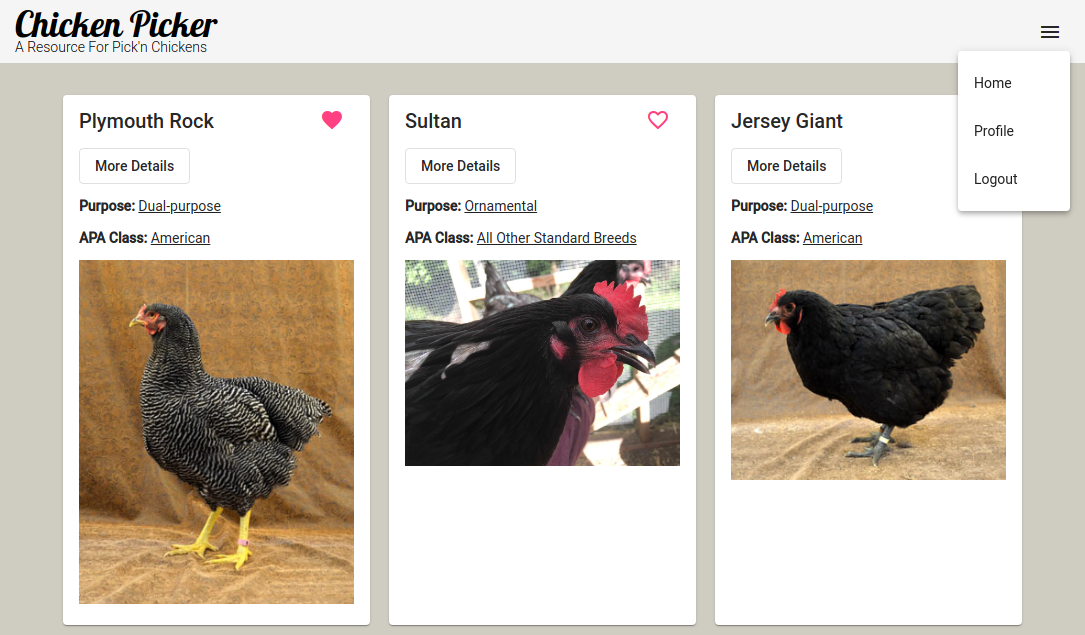 Chicken Picker
A Resource For Pick'n Chickens
Home
Profile
Logout
Plymouth Rock
More Details
Purpose: Dual-purpose
APA Class: American
Sultan
More Details
Purpose: Ornamental
APA Class: All Other Standard Breeds
Jersey Giant
More Details
Purpose: Dual-purpose
APA Class: American